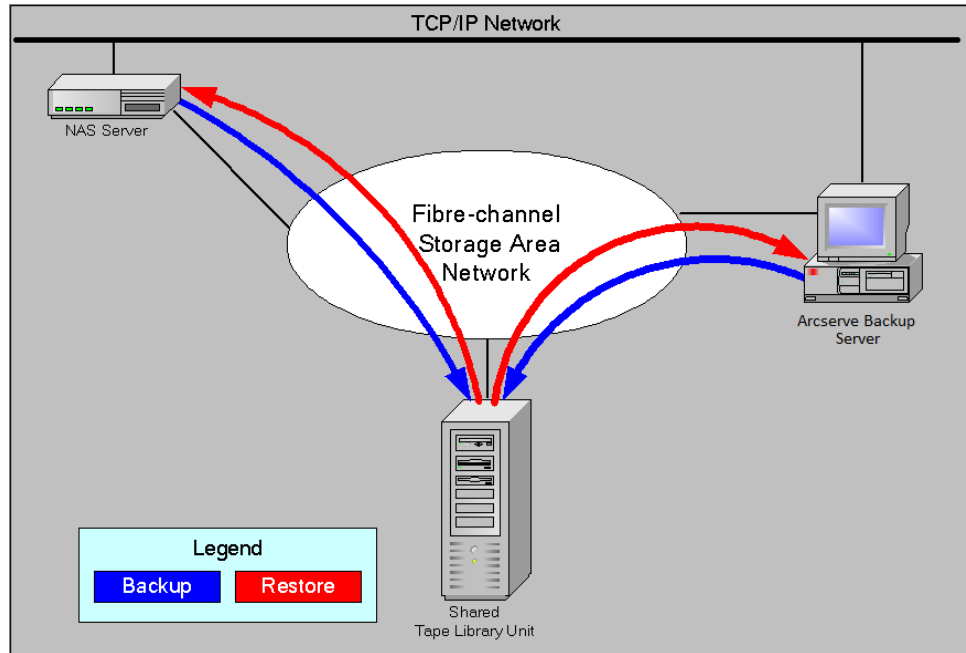 TCP/IP Network
NAS Server
Fibre-channel
Storage Area
Network
Arcserve Backup
Server
Legend
Backup
Restore
Shared
Tape Library Unit